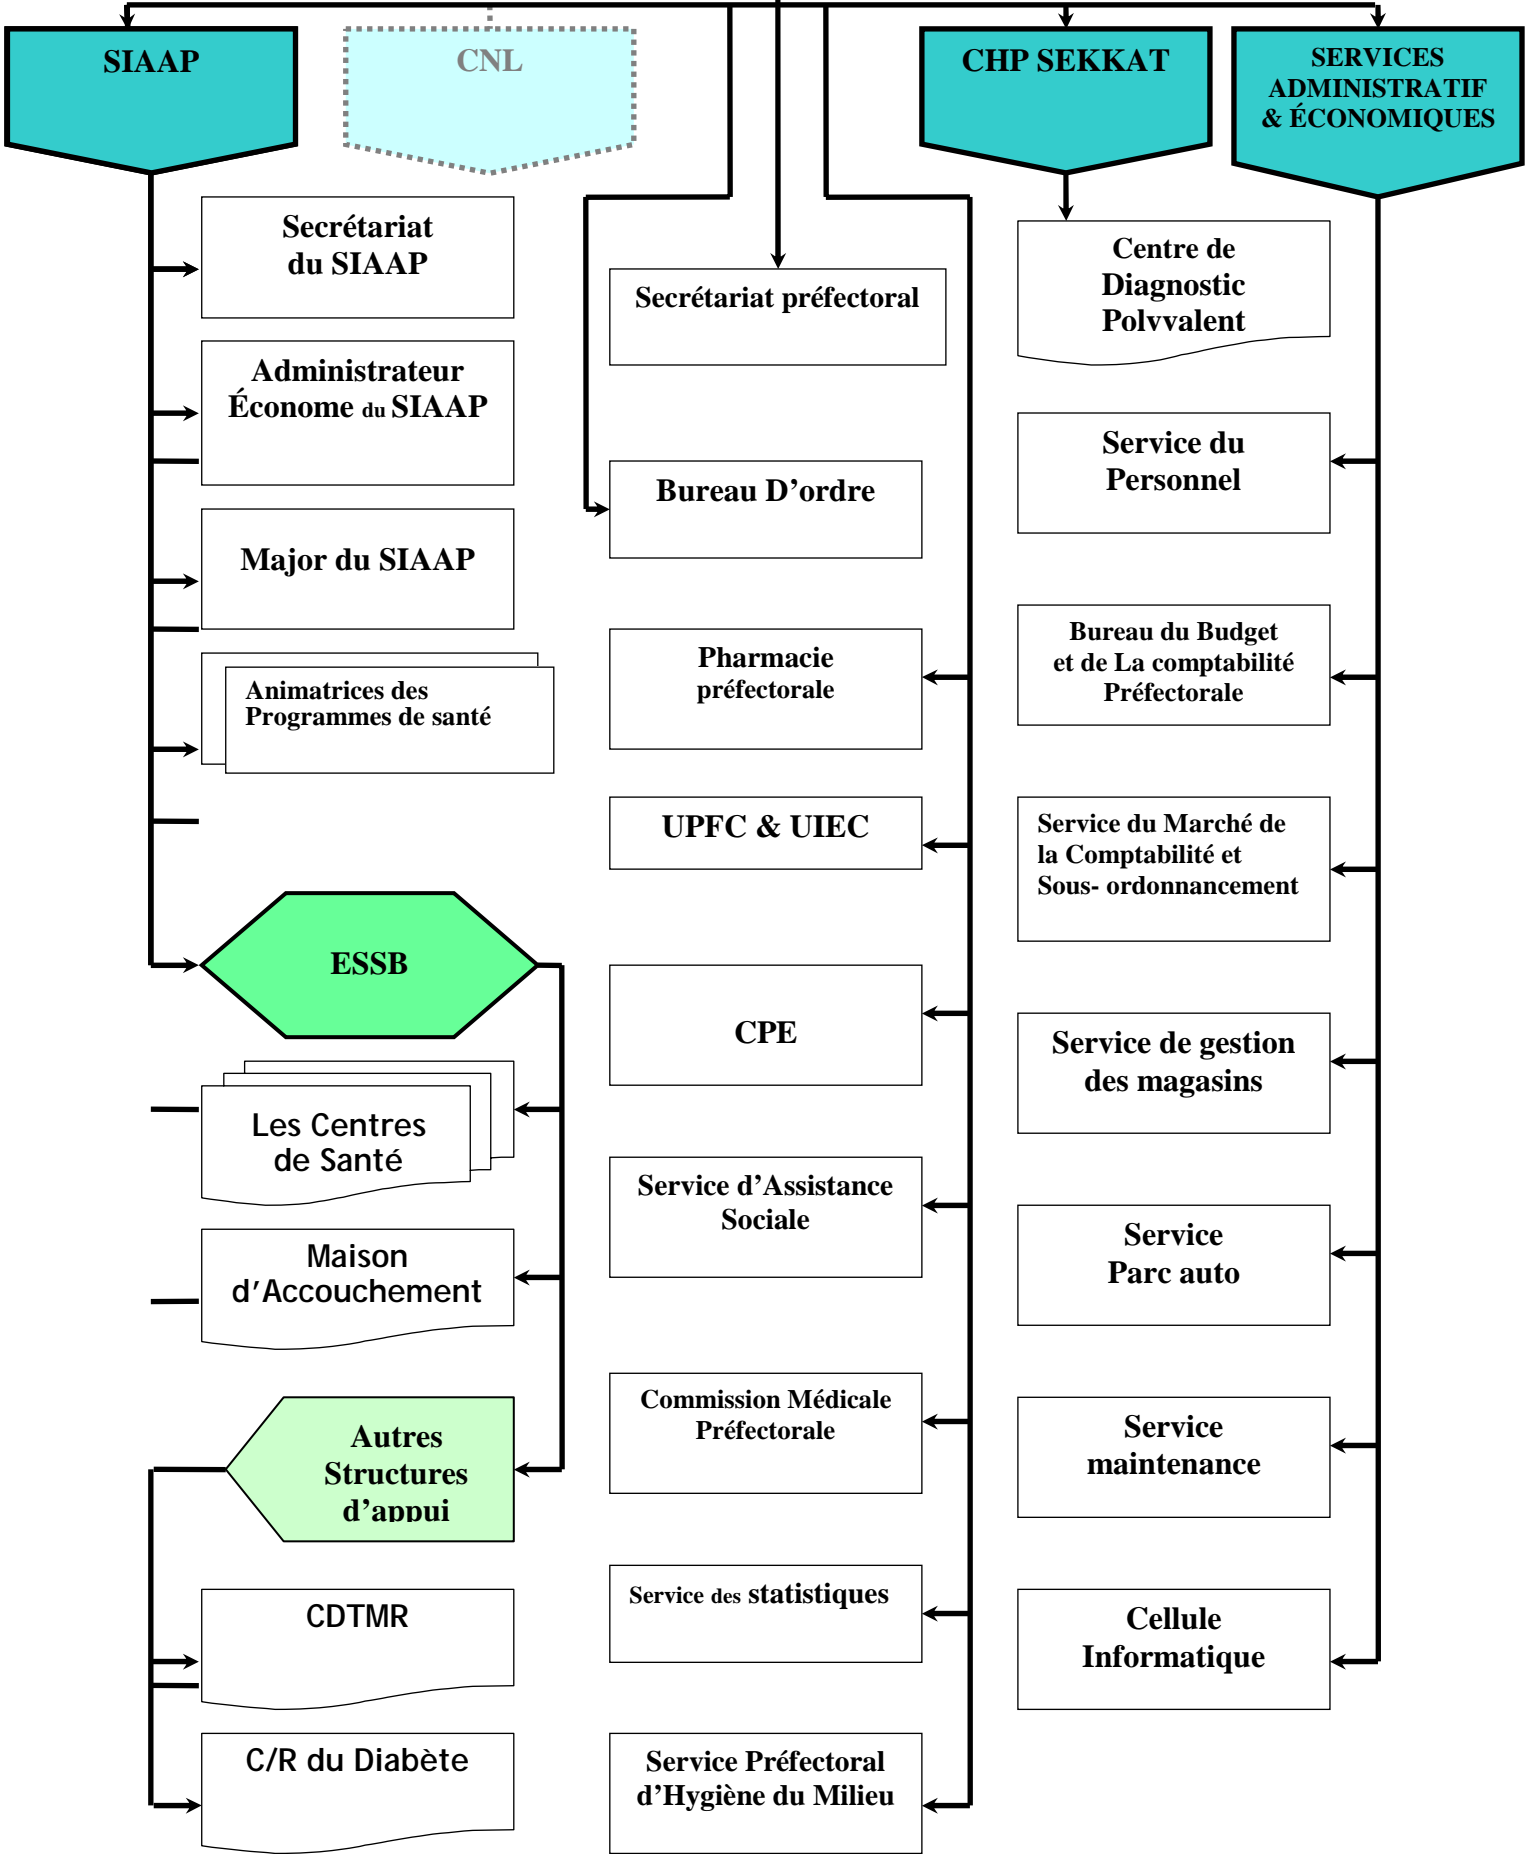 SIAAP
CNL
CHP SEKKAT
SERVICES
ADMINISTRATIF
& ÉCONOMIQUES
Secrétariat
du SIAAP
Administrateur
Économe du SIAAP
Major du SIAAP
Animatrices des
Programmes de santé
ESSB
Les Centres
de Santé
Maison
d’Accouchement
Autres
Structures
d’appui
CDTMR
C/R du Diabète
Secrétariat préfectoral
Bureau D’ordre
Pharmacie
préfectorale
UPFC & UIEC
CPE
Service d’Assistance
Sociale
Commission Médicale
Préfectorale
Service des statistiques
Service Préfectoral
d’Hygiène du Milieu
Centre de
Diagnostic
Polyvalent
Service du
Personnel
Bureau du Budget
et de La comptabilité
Préfectorale
Service du Marché de
la Comptabilité et
Sous- ordonnancement
Service de gestion
des magasins
Service
Parc auto
Service
maintenance
Cellule
Informatique